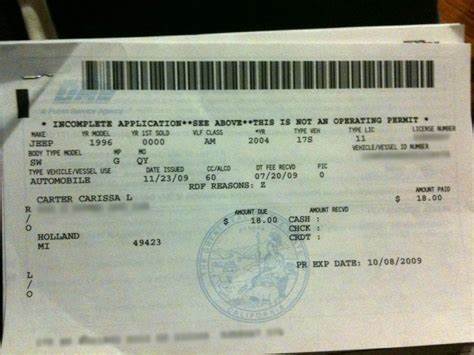 DMV
A Public Service Agency
* INCOMPLETE APPLICATION**SEE ABOVE**THIS IS NOT AN OPERATING PERMIT *
MAKE YR MODEL YR 1ST SOLD VLF CLASS *YR TYPE VEH TYPE LIC LICENSE NUMBER
JEEP 1996 0000 AM 2004 17S 11
BODY TYPE MODEL MP MO VEHICLE/VESSEL ID NUMBER
SW G QY
TYPE VEHICLE/VESSEL USE DATE ISSUED CC/ALCO DT FEE RECVD PIC
AUTOMOBILE 11/23/09 60 07/20/09 0
RDF REASONS: Z
CARTER CARISSA L AMOUNT PAID
$ 18.00
R/O AMOUNT DUE AMOUNT RECVD
$ 18.00 CASH :
HOLLAND CHCK :
MI 49423 CRDT :
PR EXP DATE: 10/08/2009
L/O
CALIFORNIA